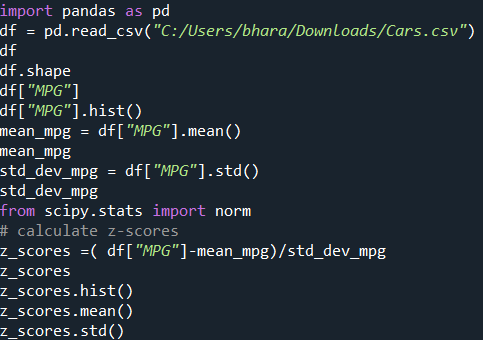 import pandas as pd
df = pd.read_csv("C:/Users/bhara/Downloads/Cars.csv")
df
df.shape
df["MPG"]
df["MPG"].hist()
mean_mpg = df["MPG"].mean()
mean_mpg
std_dev_mpg = df["MPG"].std()
std_dev_mpg
from scipy.stats import norm
# calculate z-scores
z_scores =( df["MPG"]-mean_mpg)/std_dev_mpg
z_scores
z_scores.hist()
z_scores.mean()
z_scores.std()